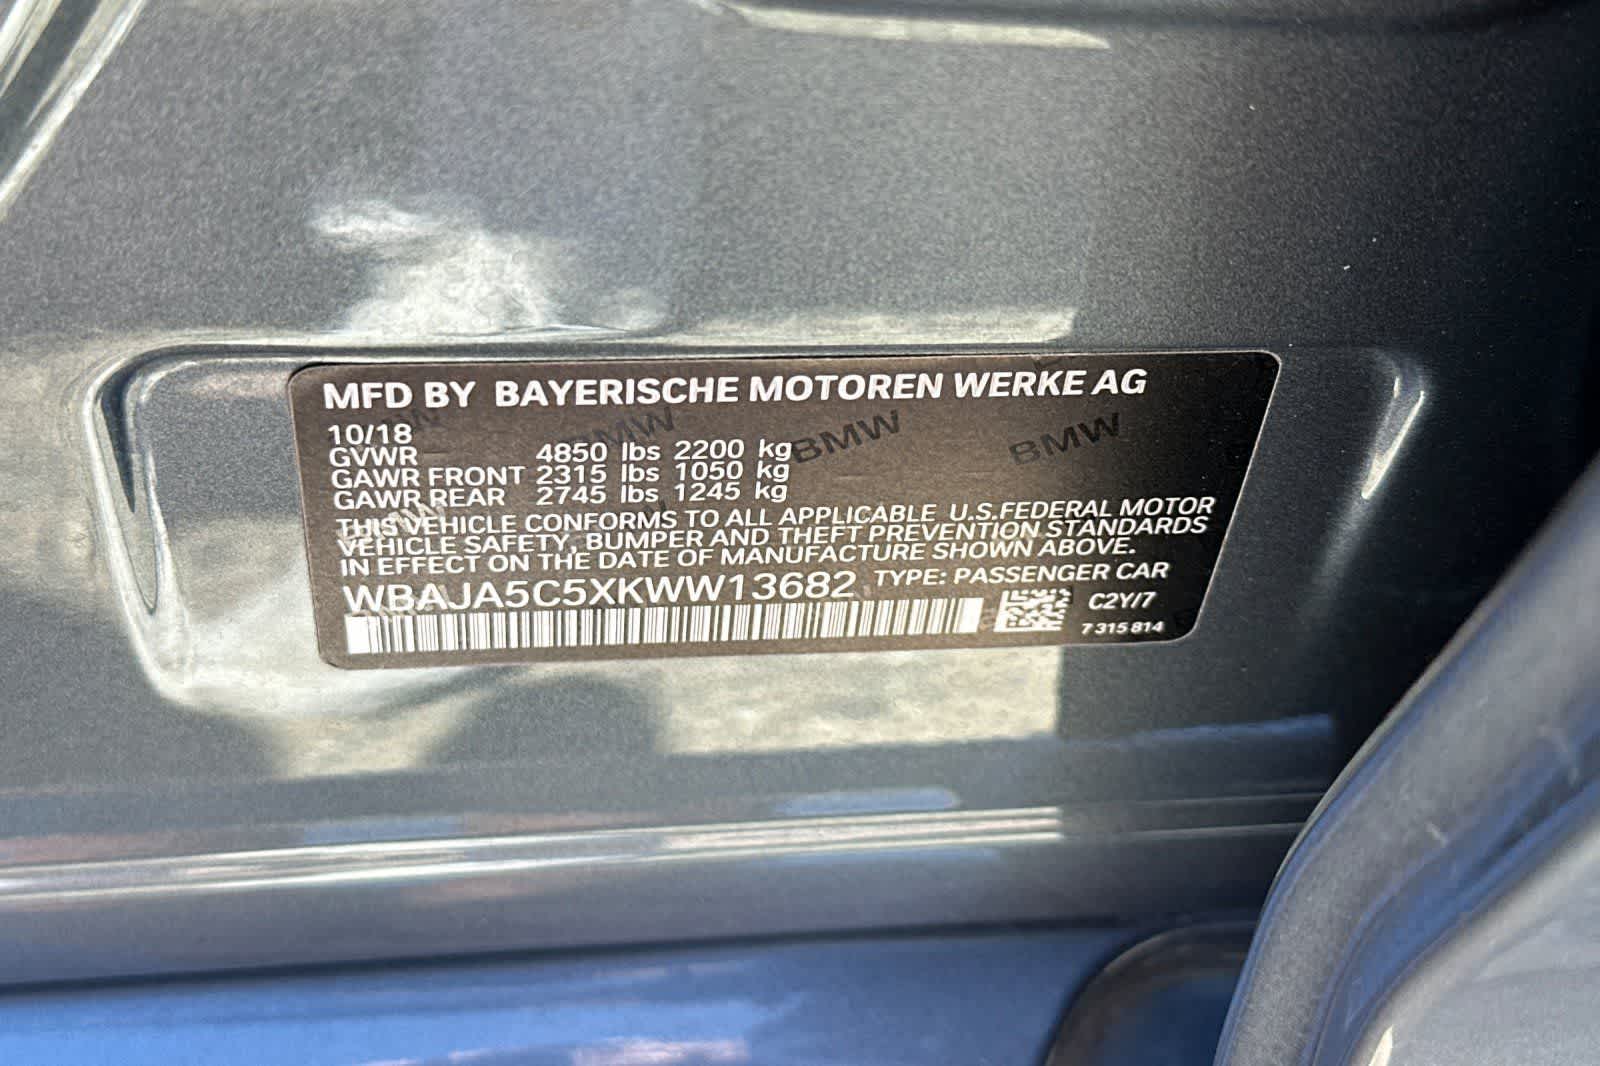 MFD BY BAYERISCHE MOTOREN WERKE AG
10/18
GVWR 4850 lbs 2200 kg
GAWR FRONT 2315 lbs 1050 kg
GAWR REAR 2745 lbs 1245 kg
THIS VEHICLE CONFORMS TO ALL APPLICABLE U.S.FEDERAL MOTOR
VEHICLE SAFETY, BUMPER AND THEFT PREVENTION STANDARDS
IN EFFECT ON THE DATE OF MANUFACTURE SHOWN ABOVE.
WBAJA5C5XKWW13682 TYPE: PASSENGER CAR
C2Y/7
7 315 814
BMW
BMW
BMW